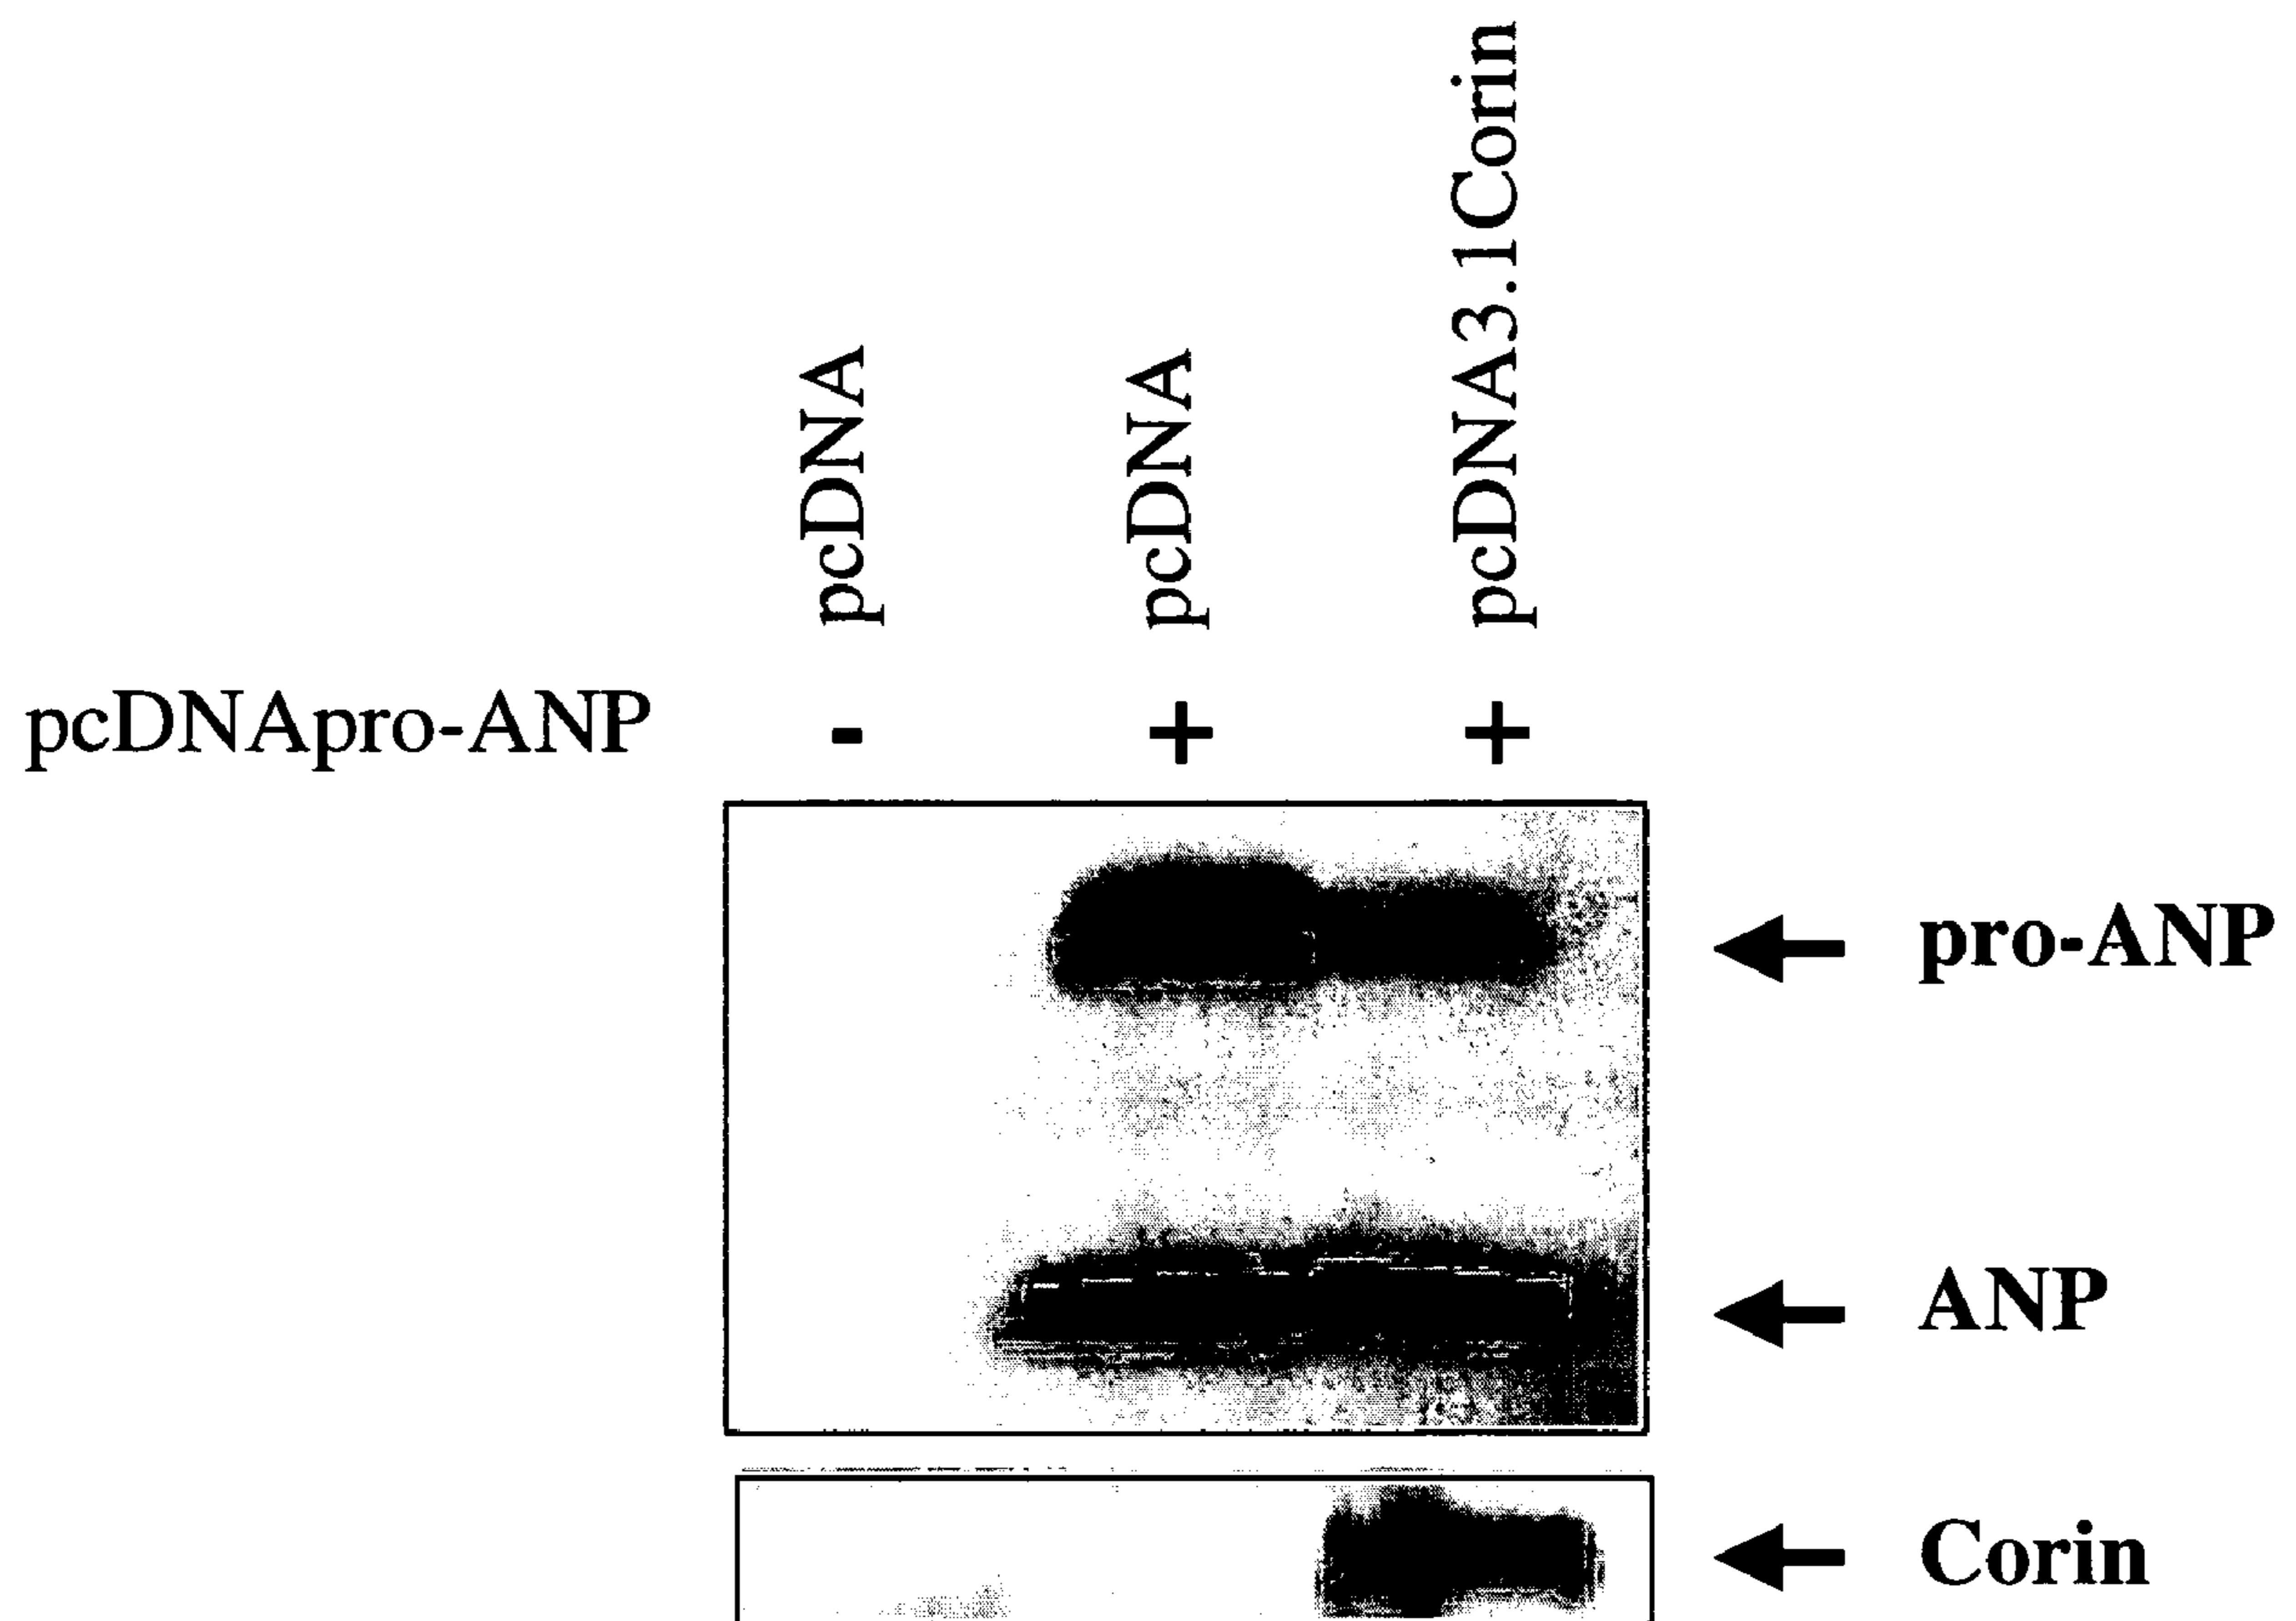 pcDNA
pcDNA
pcDNA3.1Corin
pcDNApro-ANP - + +
pro-ANP
ANP
Corin